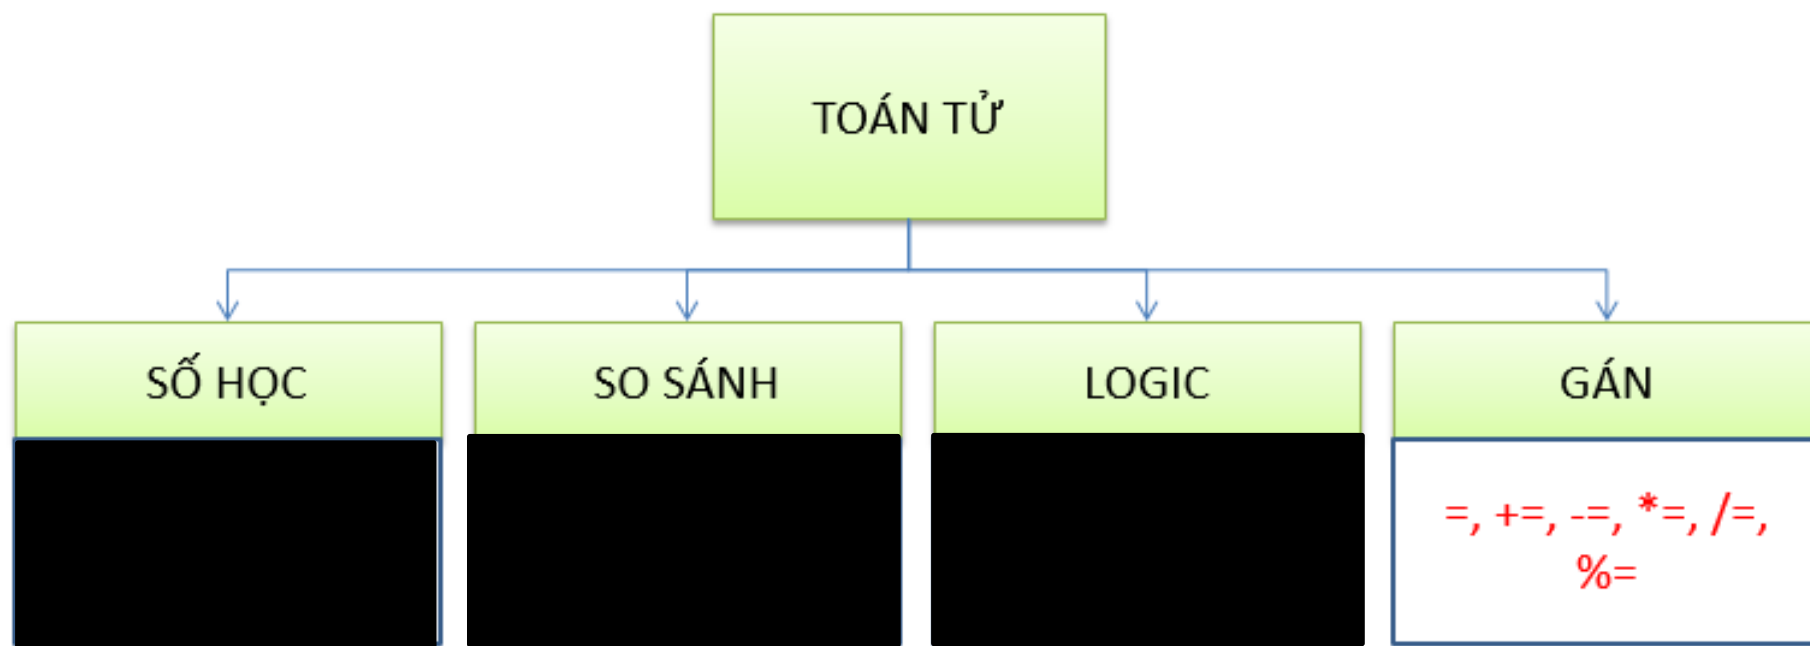 TOÁN TỬ
SỐ HỌC
SO SÁNH
LOGIC
GÁN
=, +=, -=, *=, /=,
%=